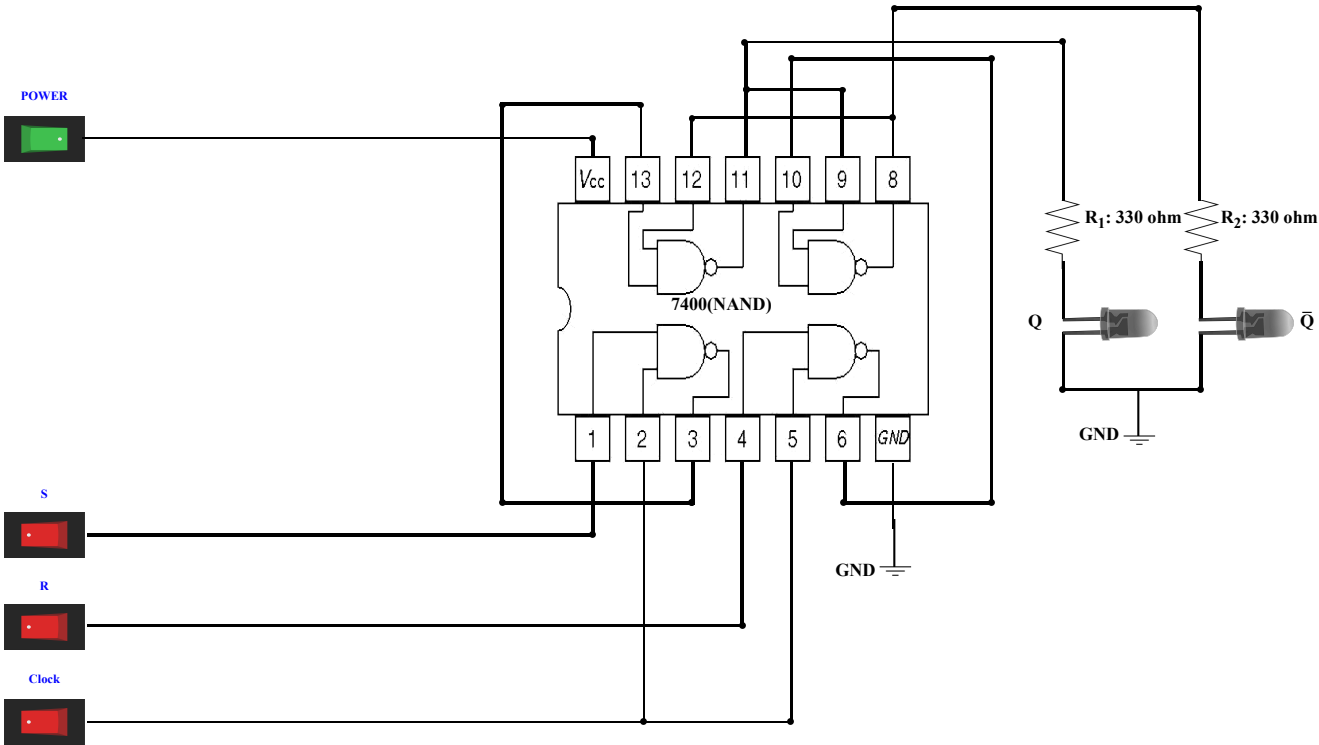 POWER
Vcc 13 12 11 10 9 8
R₁: 330 ohm
R₂: 330 ohm
7400(NAND)
Q
Q̅
1 2 3 4 5 6 GND
GND
S
GND
R
Clock